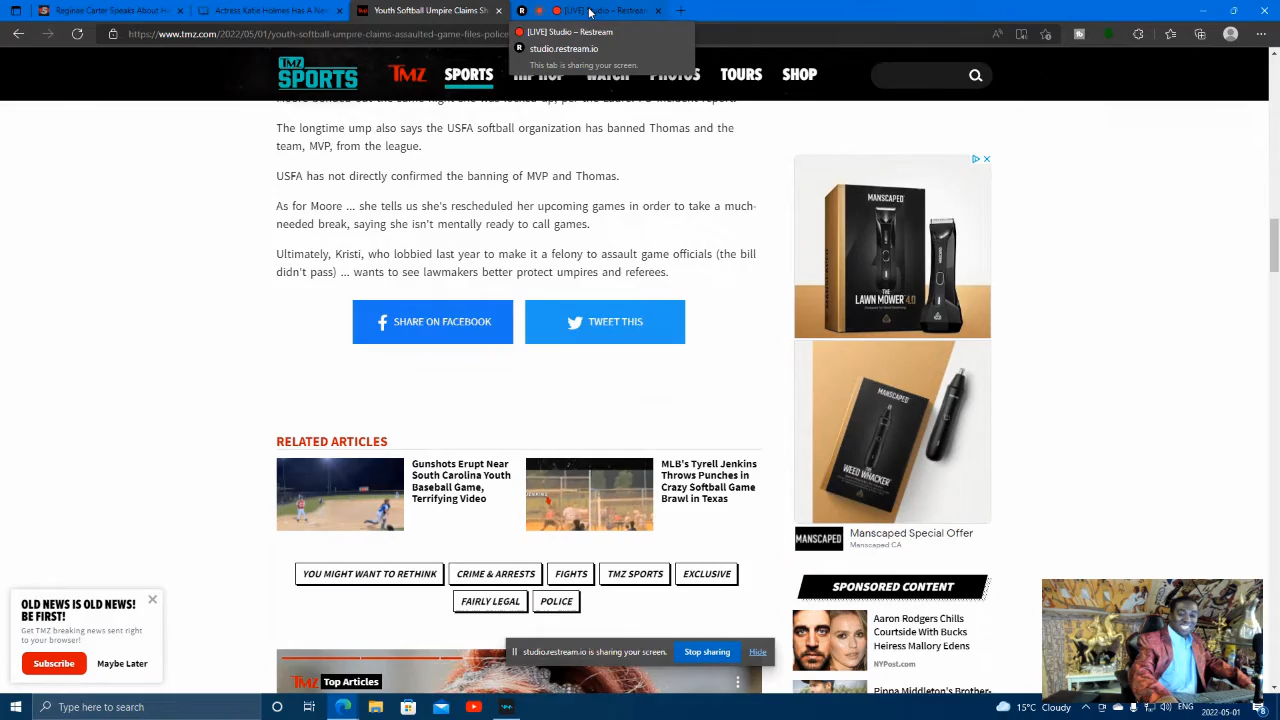 Reginae Carter Speaks About H
Actress Katie Holmes Has A New
Youth Softball Umpire Claims Sh
[LIVE] Studio – Restream
https://www.tmz.com/2022/05/01/youth-softball-umpire-claims-assaulted-game-files-police
[LIVE] Studio – Restream
studio.restream.io
This tab is sharing your screen.
TMZ SPORTS
TMZ SPORTS HIP HOP WATCH PHOTOS TOURS SHOP
The longtime ump also says the USFA softball organization has banned Thomas and the
team, MVP, from the league.
USFA has not directly confirmed the banning of MVP and Thomas.
As for Moore ... she tells us she's rescheduled her upcoming games in order to take a much-
needed break, saying she isn't mentally ready to call games.
Ultimately, Kristi, who lobbied last year to make it a felony to assault game officials (the bill
didn't pass) ... wants to see lawmakers better protect umpires and referees.
SHARE ON FACEBOOK
TWEET THIS
MANSCAPED
THE
LAWN MOWER 4.0
THE
WEED WHACKER
MANSCAPED
Manscaped Special Offer
Manscaped CA
RELATED ARTICLES
Gunshots Erupt Near
South Carolina Youth
Baseball Game,
Terrifying Video
MLB's Tyrell Jenkins
Throws Punches in
Crazy Softball Game
Brawl in Texas
YOU MIGHT WANT TO RETHINK
CRIME & ARRESTS
FIGHTS
TMZ SPORTS
EXCLUSIVE
FAIRLY LEGAL
POLICE
SPONSORED CONTENT
Aaron Rodgers Chills
Courtside With Bucks
Heiress Mallory Edens
NYPost.com
Pippa Middleton's Brother-
OLD NEWS IS OLD NEWS!
BE FIRST!
Get TMZ breaking news sent right
to your browser!
Subscribe
Maybe Later
studio.restream.io is sharing your screen.
Stop sharing
Hide
TMZ Top Articles
Type here to search
15°C Cloudy
ENG
2022-05-01